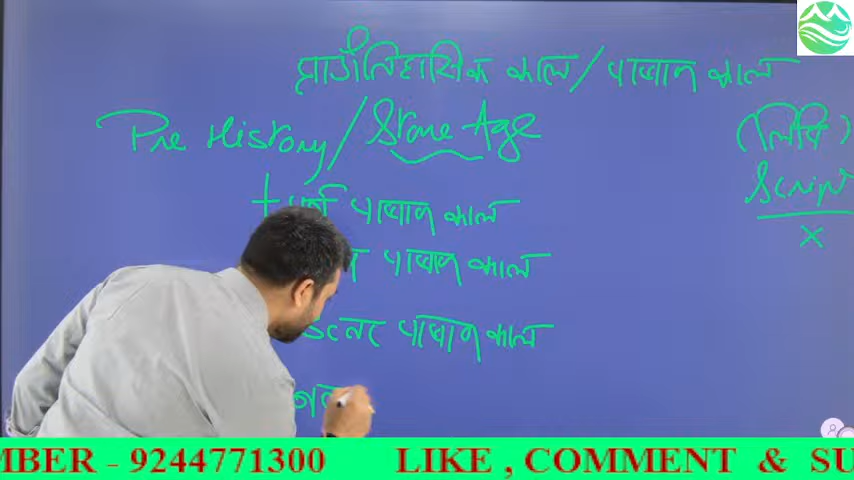 प्रागैतिहासिक काल / पाषाण काल
Pre History / Stone Age
(लिपि)
Script
x
पूर्व पाषाण काल
पाषाण काल
पाषाण काल
MBER - 9244771300 LIKE , COMMENT & SU